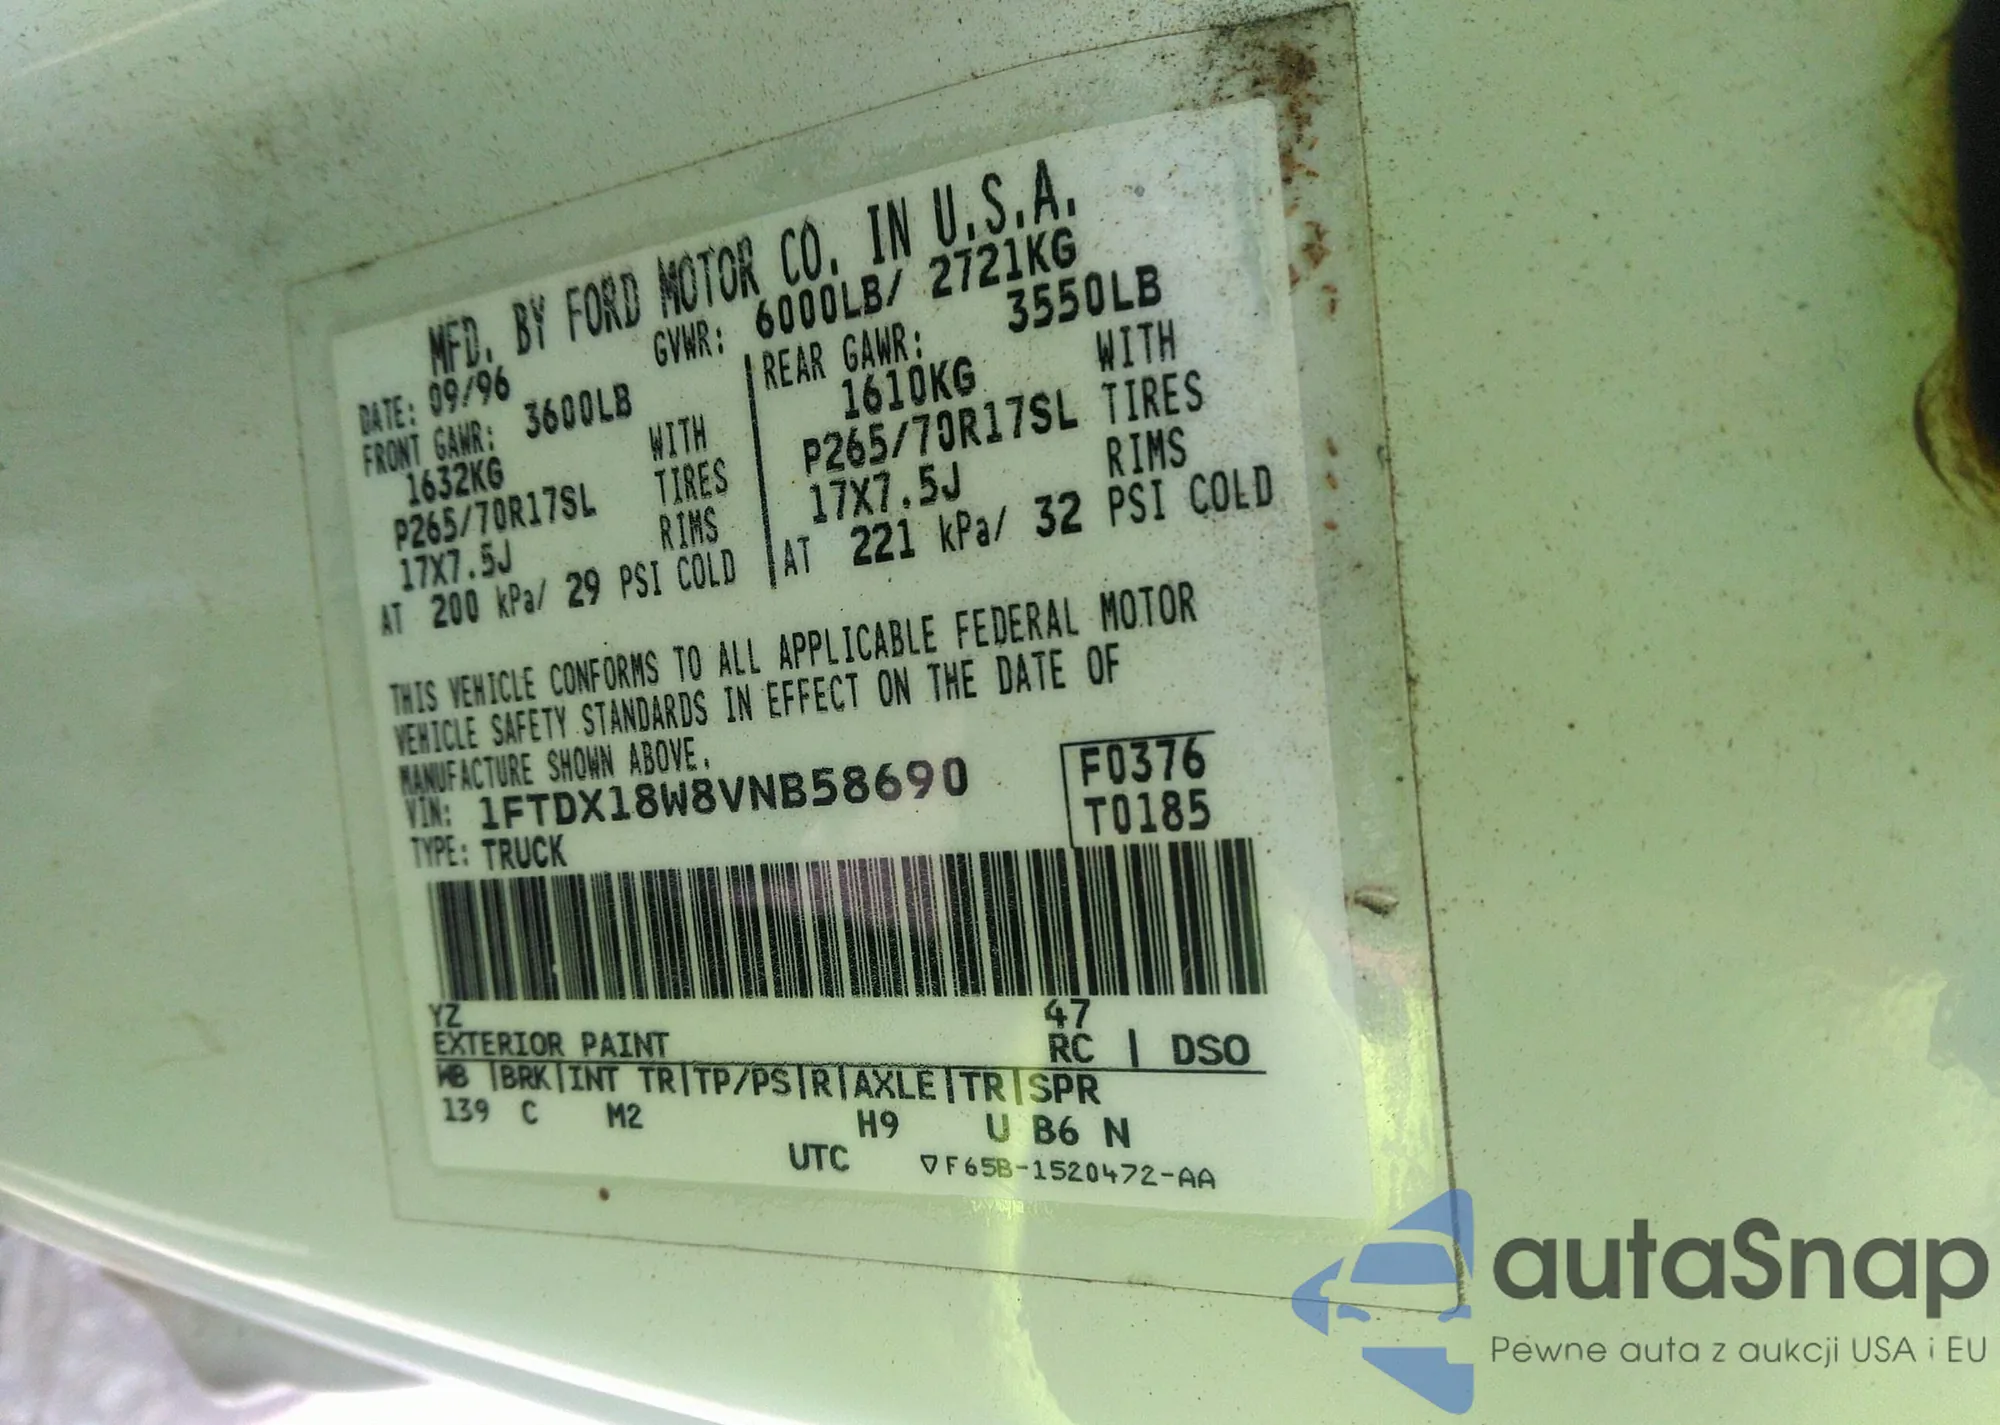 MFD. BY FORD MOTOR CO. IN U.S.A.
DATE: 09/96 GVWR: 6000LB/ 2721KG
FRONT GAWR: 3600LB
1632KG WITH
P265/70R17SL TIRES
17X7.5J RIMS
AT 200 kPa/ 29 PSI COLD
REAR GAWR: 3550LB
1610KG WITH
P265/70R17SL TIRES
17X7.5J RIMS
AT 221 kPa/ 32 PSI COLD
THIS VEHICLE CONFORMS TO ALL APPLICABLE FEDERAL MOTOR
VEHICLE SAFETY STANDARDS IN EFFECT ON THE DATE OF
MANUFACTURE SHOWN ABOVE.
VIN: 1FTDX18W8VNB58690
TYPE: TRUCK
F0376
T0185
YZ 47
EXTERIOR PAINT RC | DSO
WB |BRK|INT TR|TP/PS|R|AXLE|TR|SPR
139 C M2 H9 U B6 N
UTC ▽F65B-1520472-AA
autaSnap
Pewne auta z aukcji USA i EU